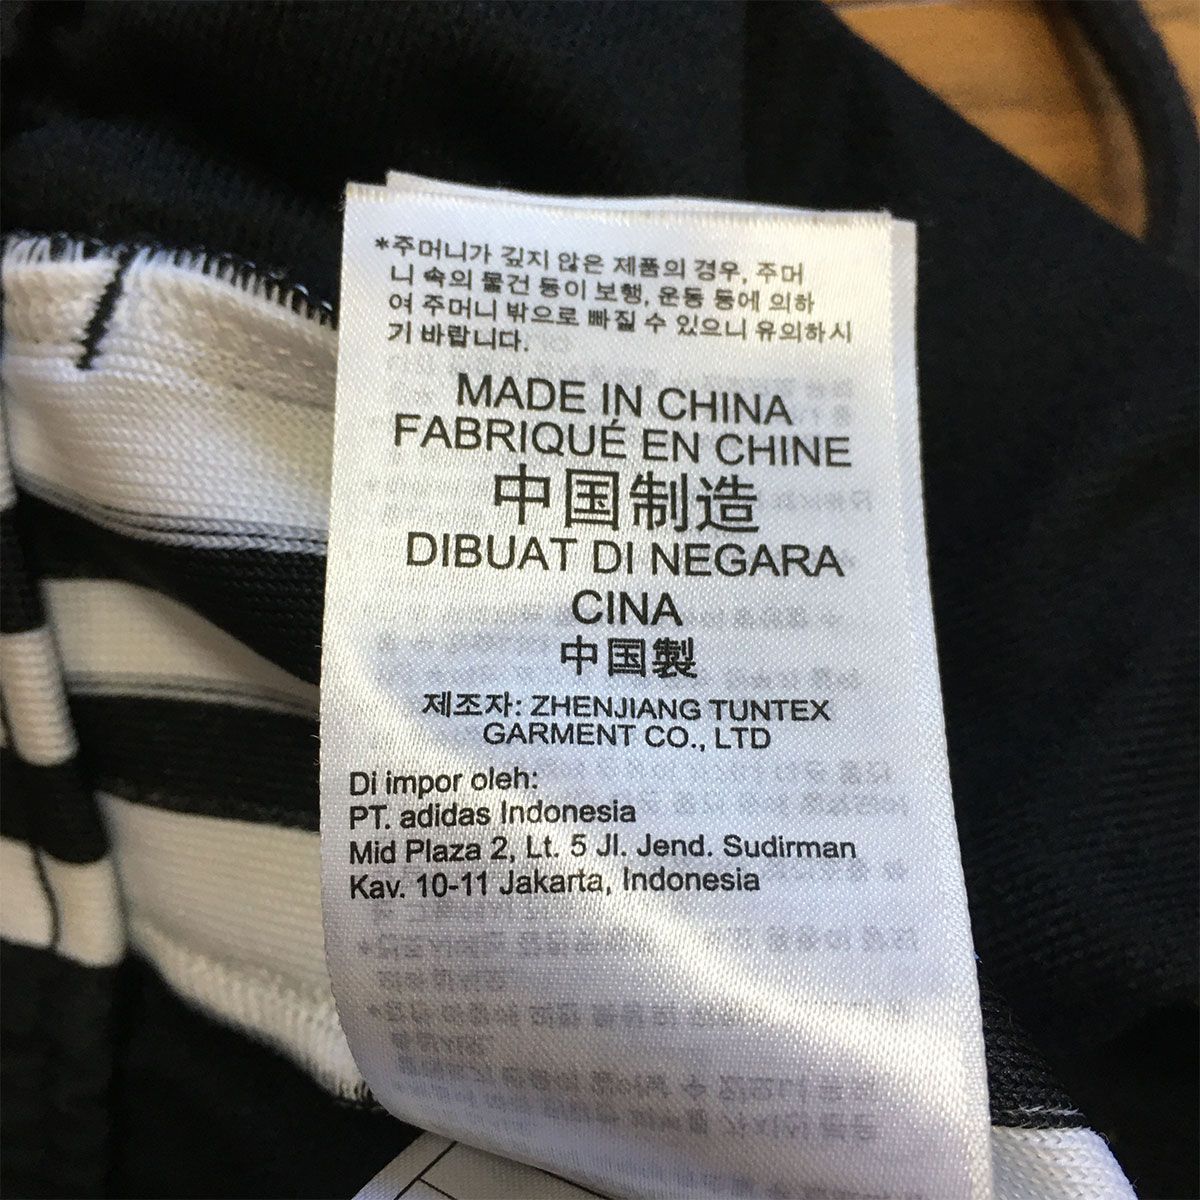 *주머니가 깊지 않은 제품의 경우, 주머
니 속의 물건 등이 보행, 운동 등에 의하
여 주머니 밖으로 빠질 수 있으니 유의하시
기 바랍니다.
MADE IN CHINA
FABRIQUÉ EN CHINE
中国制造
DIBUAT DI NEGARA
CINA
中国製
제조자: ZHENJIANG TUNTEX
GARMENT CO., LTD
Di impor oleh:
PT. adidas Indonesia
Mid Plaza 2, Lt. 5 Jl. Jend. Sudirman
Kav. 10-11 Jakarta, Indonesia